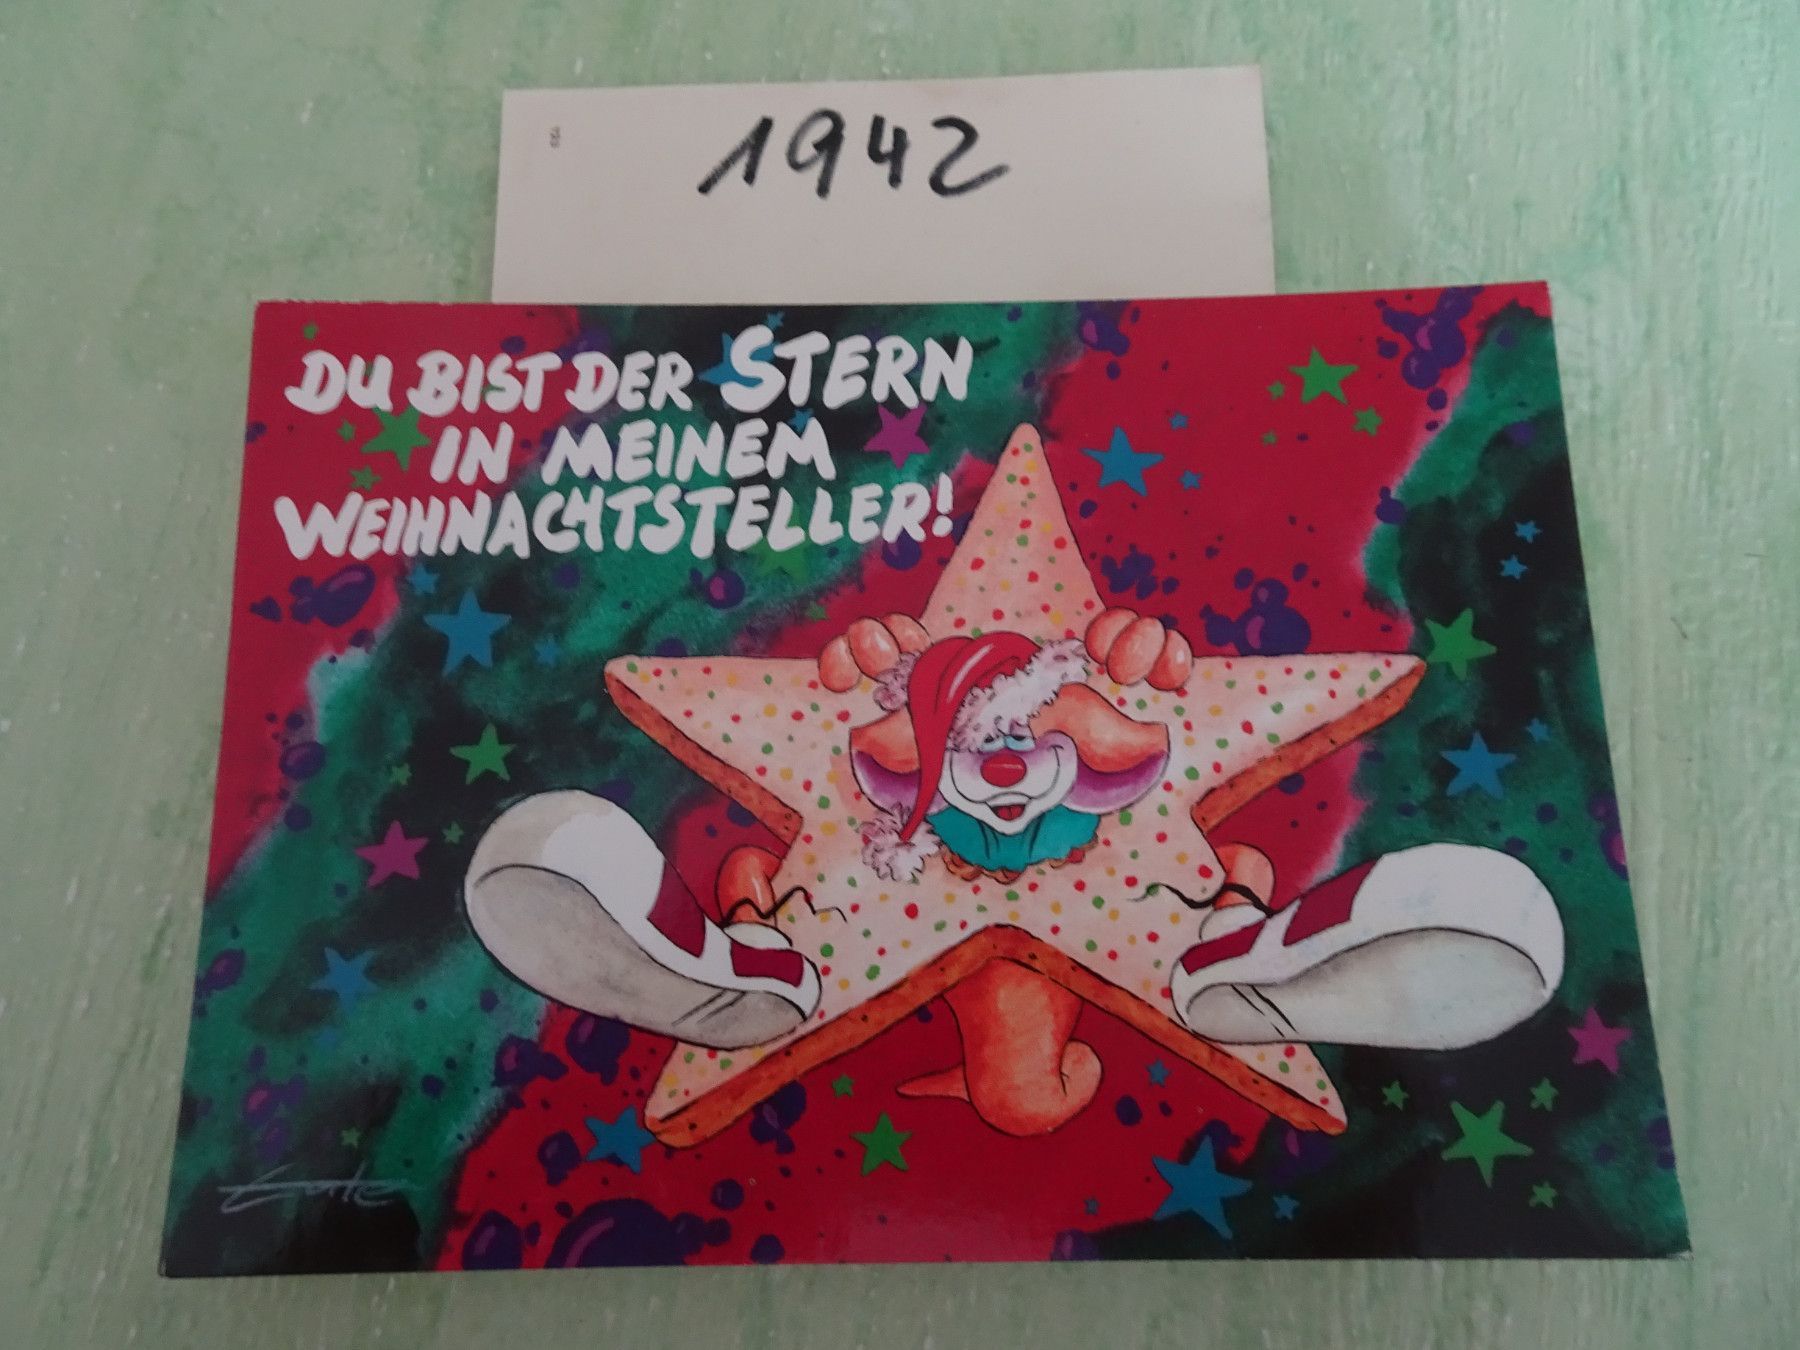 1942
DU BIST DER STERN
IN MEINEM
WEIHNACHTSTELLER!